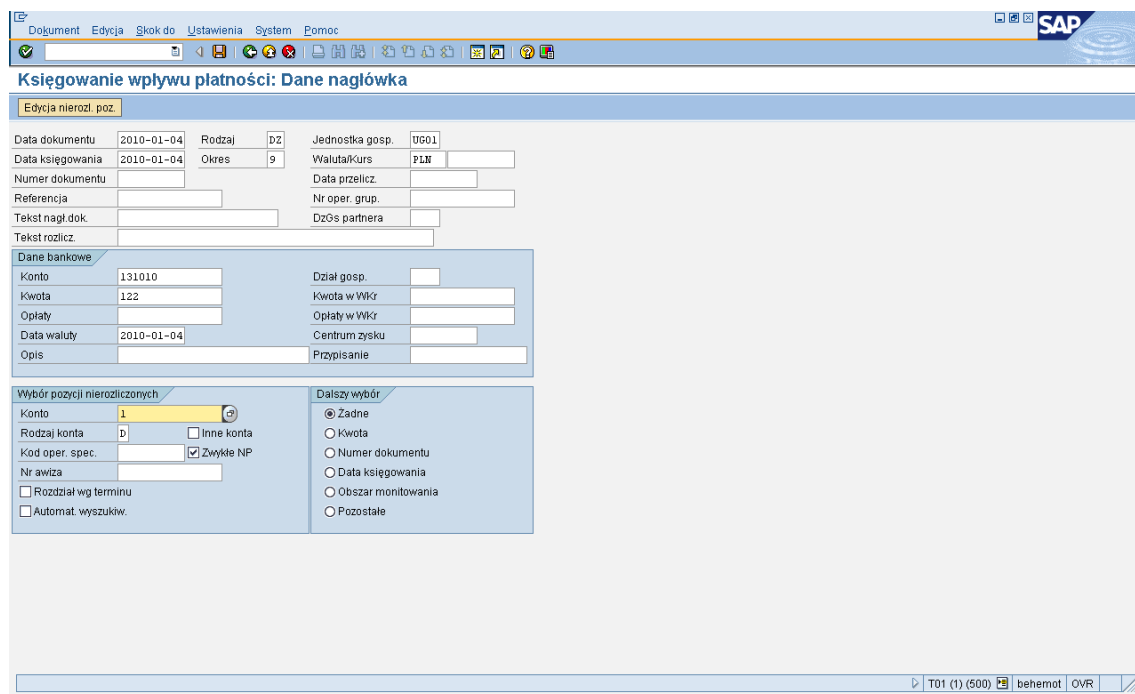 Dokument Edycja Skok do Ustawienia System Pomoc
SAP
Księgowanie wpływu płatności: Dane nagłówka
Edycja nierozl. poz.
Data dokumentu 2010-01-04 Rodzaj DZ Jednostka gosp. UG01
Data księgowania 2010-01-04 Okres 9 Waluta/Kurs PLN
Numer dokumentu Data przelicz.
Referencja Nr oper. grup.
Tekst nagł.dok. DzGs partnera
Tekst rozlicz.
Dane bankowe
Konto 131010 Dział gosp.
Kwota 122 Kwota w WKr
Opłaty Opłaty w WKr
Data waluty 2010-01-04 Centrum zysku
Opis Przypisanie
Wybór pozycji nierozliczonych Dalszy wybór
Konto 1 Żadne
Rodzaj konta D Inne konta Kwota
Kod oper. spec. Zwykłe NP Numer dokumentu
Nr awiza Data księgowania
Rozdział wg terminu Obszar monitowania
Automat. wyszukiw. Pozostałe
T01 (1) (500) behemot OVR